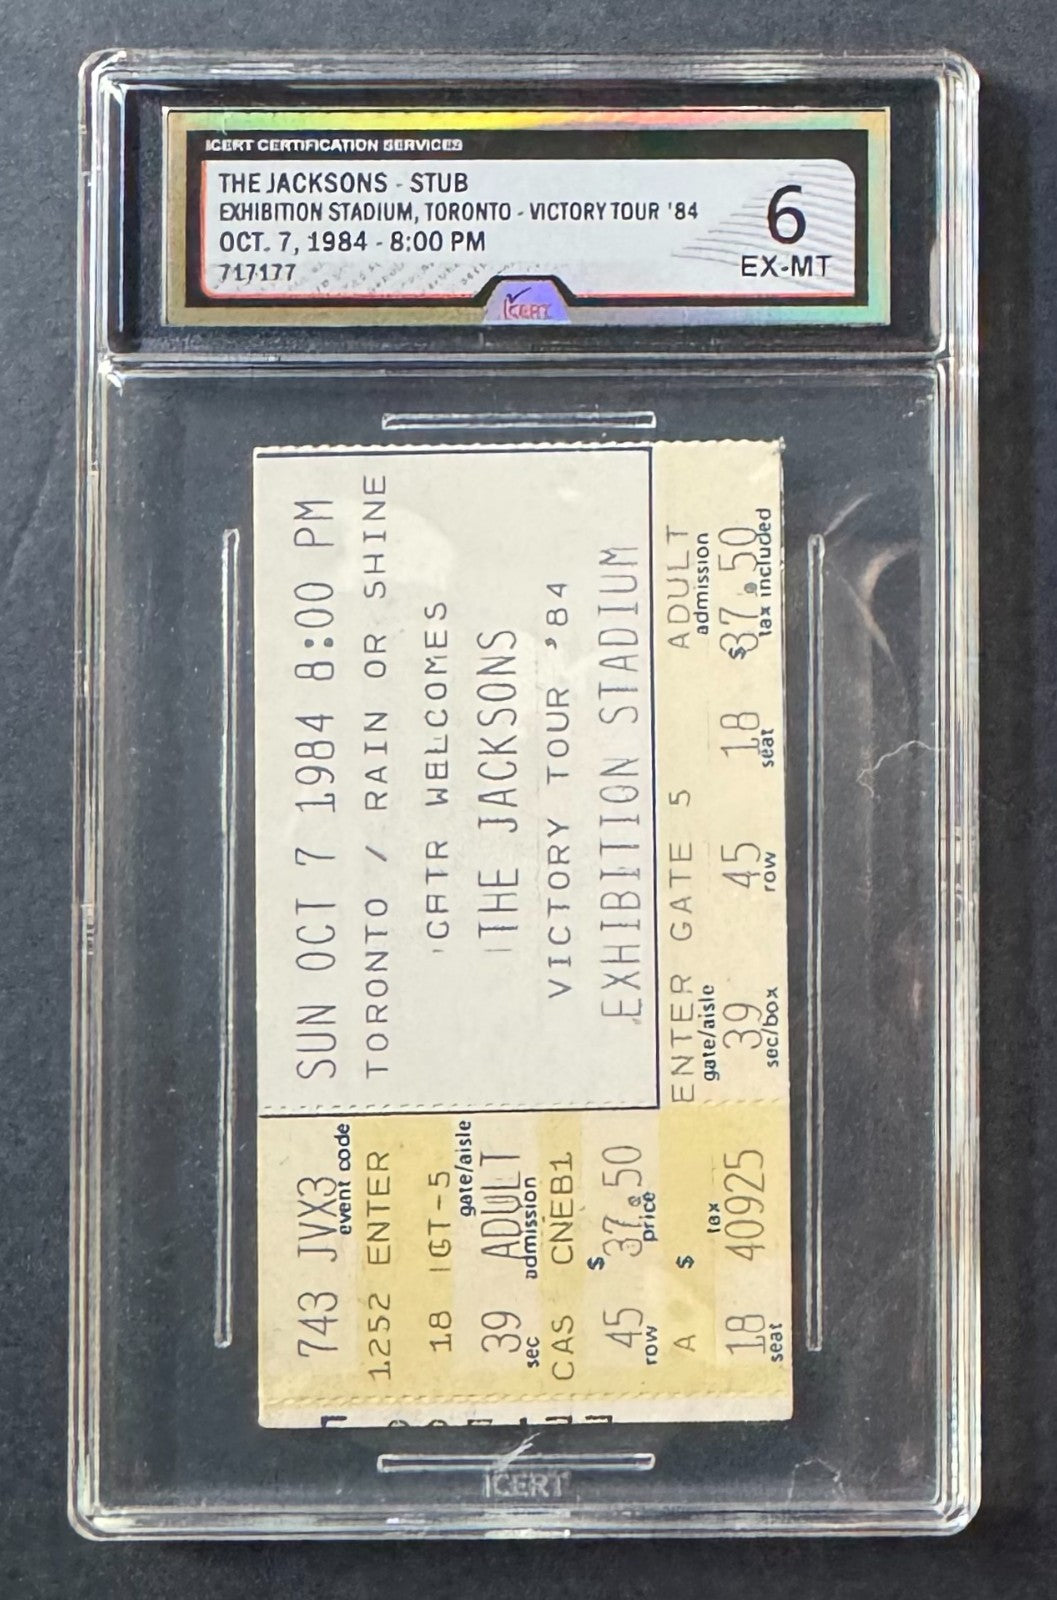 ICERT CERTIFICATION SERVICES
THE JACKSONS - STUB
EXHIBITION STADIUM, TORONTO - VICTORY TOUR '84
OCT. 7, 1984 - 8:00 PM
717177
6
EX-MT
ICERT
SUN OCT 7 1984 8:00 PM
TORONTO / RAIN OR SHINE
CATR WELCOMES
THE JACKSONS
VICTORY TOUR '84
EXHIBITION STADIUM
ENTER GATE 5 ADULT
gate/aisle admission
39 45 18 $37.50
sec/box row seat tax included
743 JVX3
event code
1252 ENTER
18 GT-5
gate/aisle
39 ADULT
sec admission
CAS CNEB1
45 $ 37.50
row price
A $ tax
18 40925
seat
ICERT